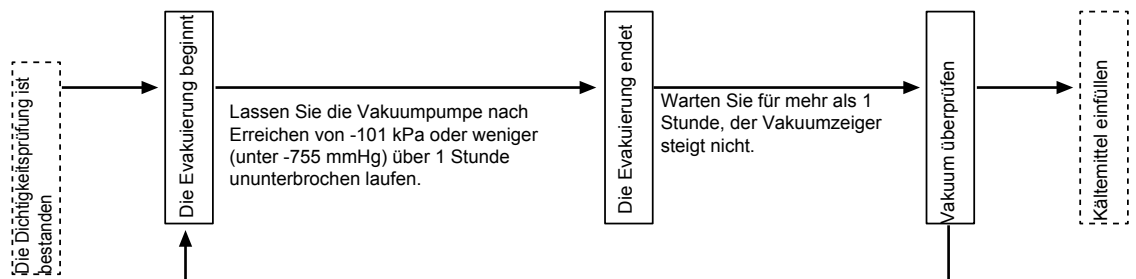 Die Dichtigkeitsprüfung ist
bestanden
Die Evakuierung beginnt
Lassen Sie die Vakuumpumpe nach
Erreichen von -101 kPa oder weniger
(unter -755 mmHg) über 1 Stunde
ununterbrochen laufen.
Die Evakuierung endet
Warten Sie für mehr als 1
Stunde, der Vakuumzeiger
steigt nicht.
Vakuum überprüfen
Kältemittel einfüllen